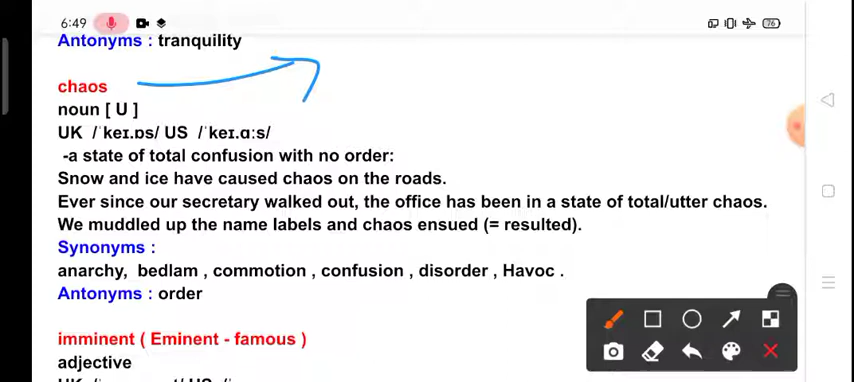 6:49
76
Antonyms : tranquility
chaos
noun [ U ]
UK /ˈkeɪ.ɒs/ US /ˈkeɪ.ɑːs/
-a state of total confusion with no order:
Snow and ice have caused chaos on the roads.
Ever since our secretary walked out, the office has been in a state of total/utter chaos.
We muddled up the name labels and chaos ensued (= resulted).
Synonyms :
anarchy, bedlam , commotion , confusion , disorder , Havoc .
Antonyms : order
imminent ( Eminent - famous )
adjective